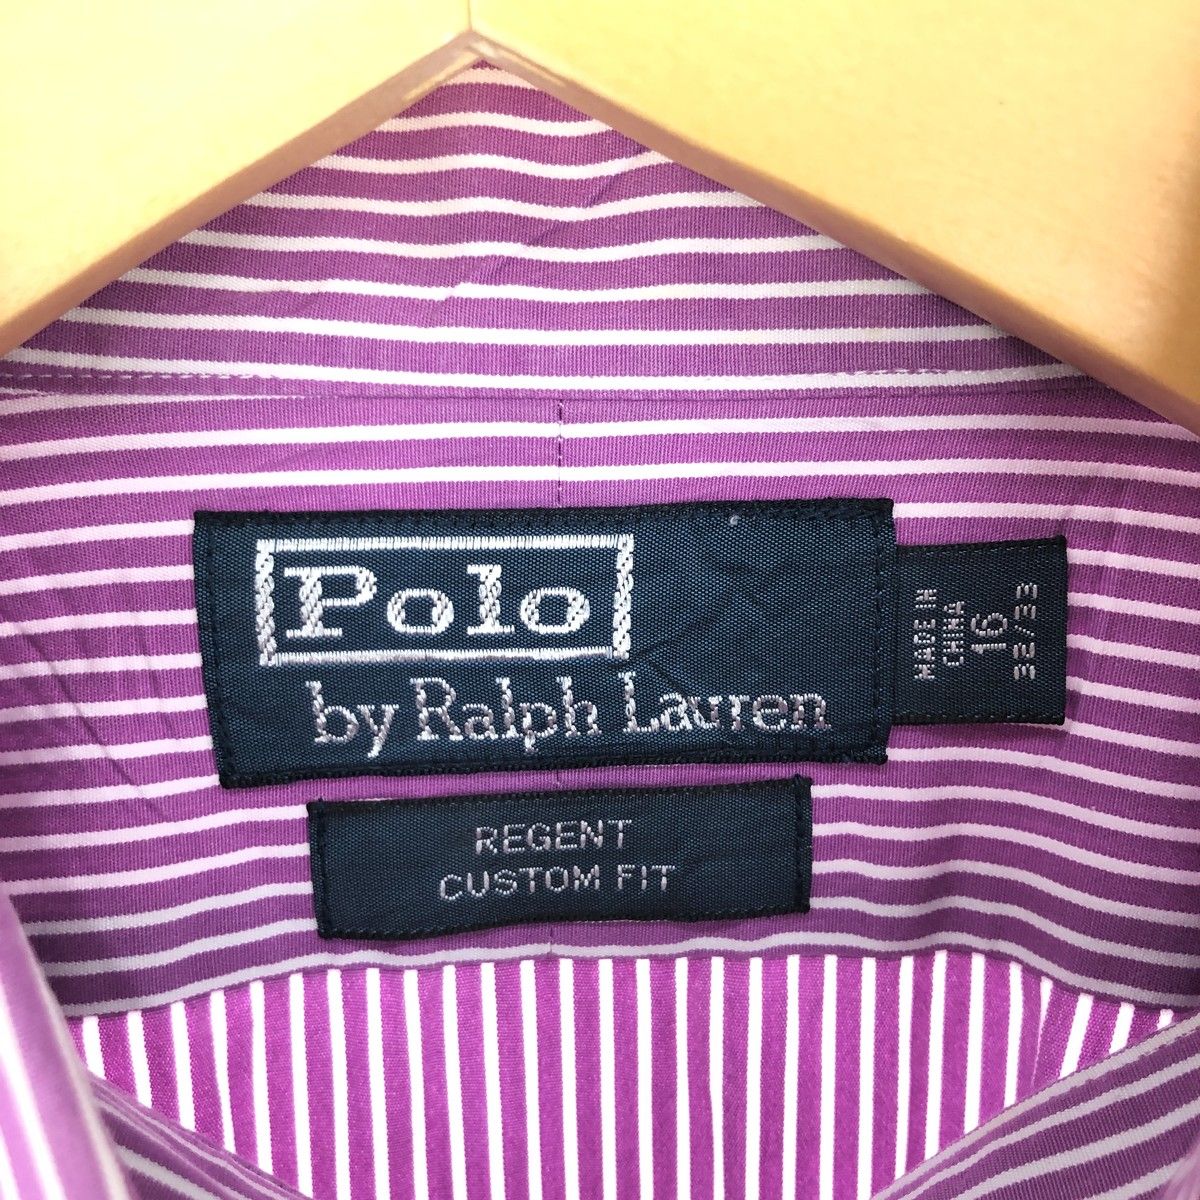 Polo
by Ralph Lauren
MADE IN
CHINA
16
32/33
REGENT
CUSTOM FIT